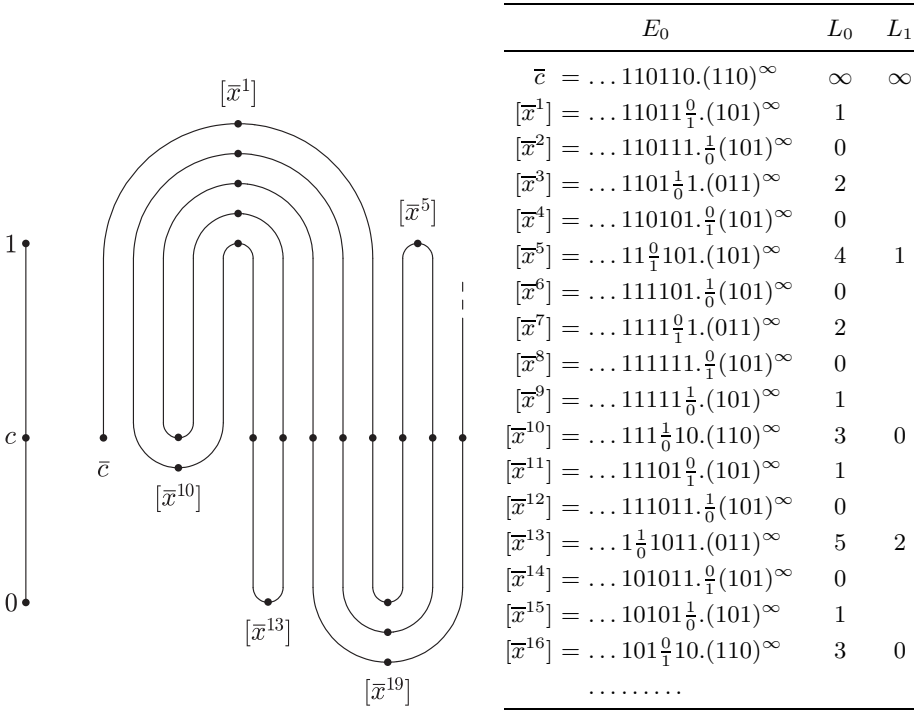 E₀ L₀ L₁
c̅ = ...110110.(110)^∞ ∞ ∞
[x̅¹] = ...11011 0/1 .(101)^∞ 1
[x̅²] = ...110111. 1/0 (101)^∞ 0
[x̅³] = ...1101 1/0 1.(011)^∞ 2
[x̅⁴] = ...110101. 0/1 (101)^∞ 0
[x̅⁵] = ...11 0/1 101.(101)^∞ 4 1
[x̅⁶] = ...111101. 1/0 (101)^∞ 0
[x̅⁷] = ...1111 0/1 1.(011)^∞ 2
[x̅⁸] = ...111111. 0/1 (101)^∞ 0
[x̅⁹] = ...11111 1/0 .(101)^∞ 1
[x̅¹⁰] = ...111 1/0 10.(110)^∞ 3 0
[x̅¹¹] = ...11101 0/1 .(101)^∞ 1
[x̅¹²] = ...111011. 1/0 (101)^∞ 0
[x̅¹³] = ...1 1/0 1011.(011)^∞ 5 2
[x̅¹⁴] = ...101011. 0/1 (101)^∞ 0
[x̅¹⁵] = ...10101 1/0 .(101)^∞ 1
[x̅¹⁶] = ...101 0/1 10.(110)^∞ 3 0
.........
[x̅¹]
[x̅⁵]
1
c
c̅
[x̅¹⁰]
0
[x̅¹³]
[x̅¹⁹]